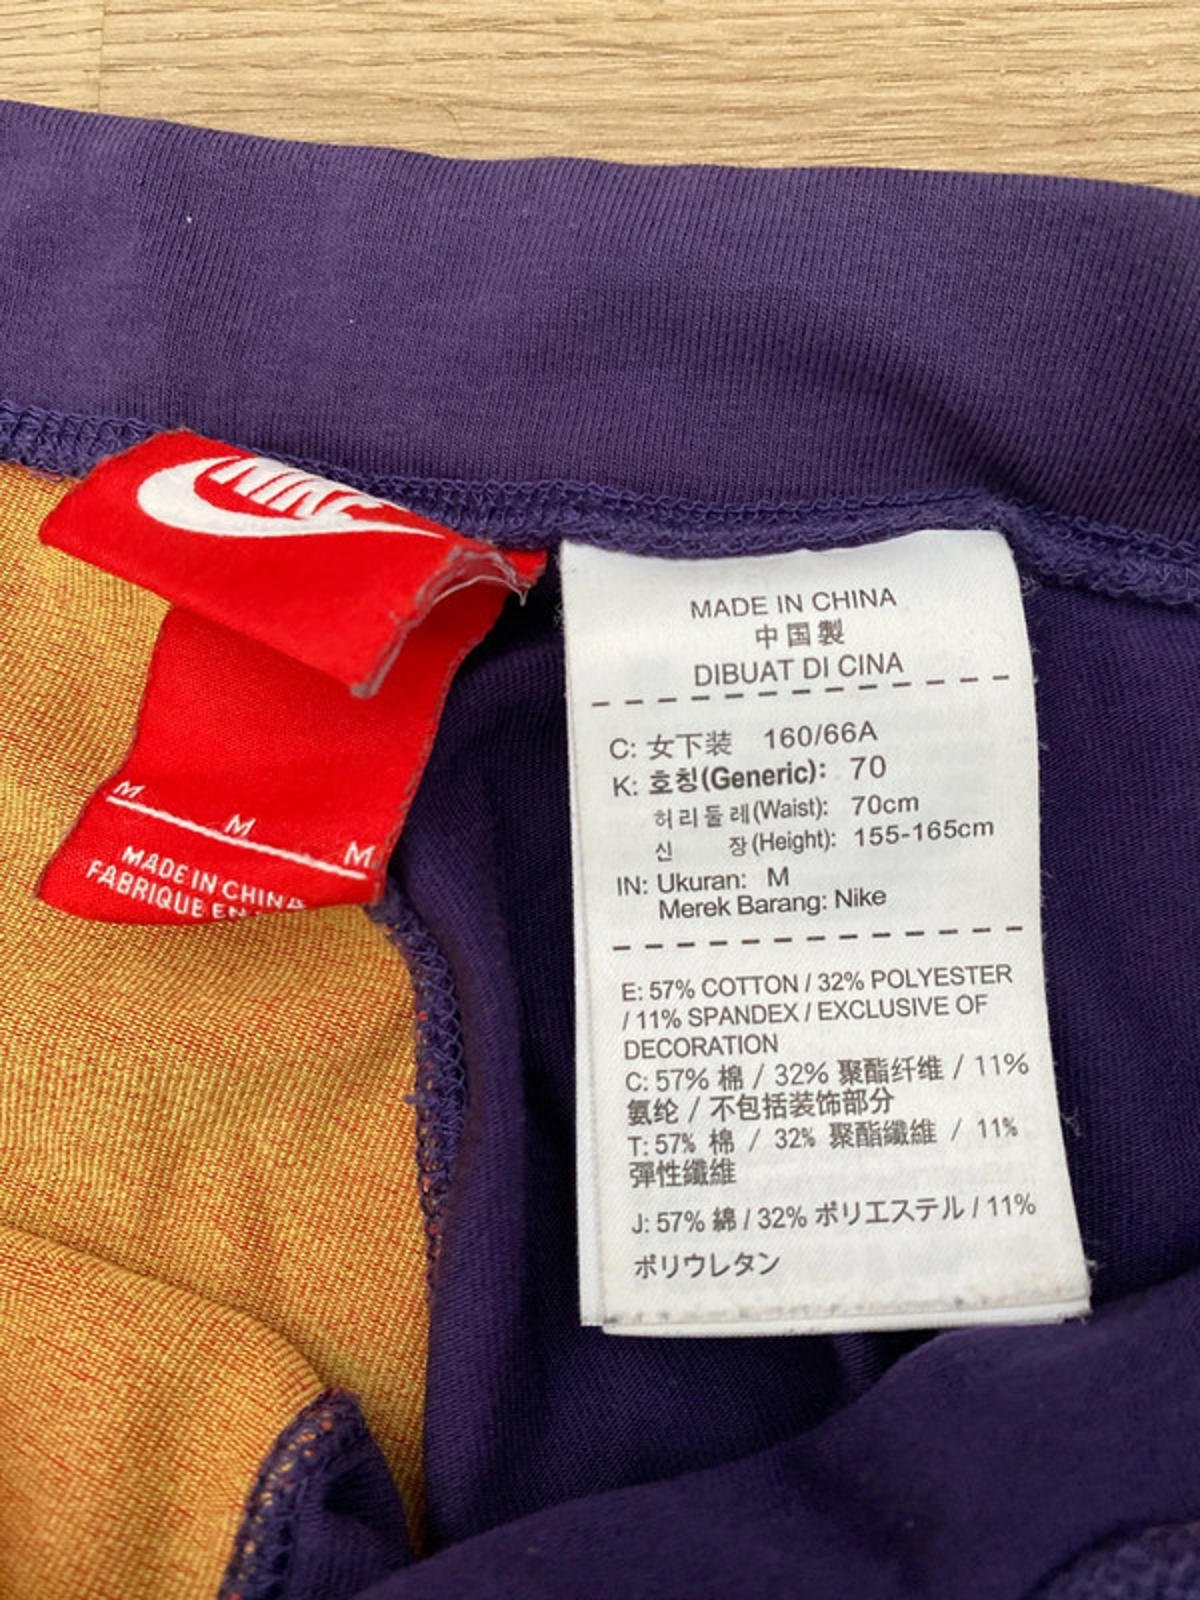 NIKE
M M M
MADE IN CHINA
FABRIQUE EN
MADE IN CHINA
中国製
DIBUAT DI CINA
C: 女下装 160/66A
K: 호칭(Generic): 70
허리둘레(Waist): 70cm
신 장(Height): 155-165cm
IN: Ukuran: M
Merek Barang: Nike
E: 57% COTTON / 32% POLYESTER
/ 11% SPANDEX / EXCLUSIVE OF
DECORATION
C: 57% 棉 / 32% 聚酯纤维 / 11%
氨纶 / 不包括装饰部分
T: 57% 棉 / 32% 聚酯纖維 / 11%
彈性纖維
J: 57% 綿 / 32% ポリエステル / 11%
ポリウレタン